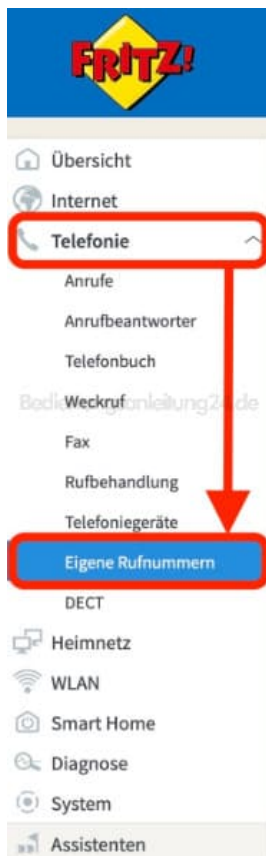 FRITZ!
Übersicht
Internet
Telefonie
Anrufe
Anrufbeantworter
Telefonbuch
Weckruf
Fax
Rufbehandlung
Telefoniegeräte
Eigene Rufnummern
DECT
Heimnetz
WLAN
Smart Home
Diagnose
System
Assistenten